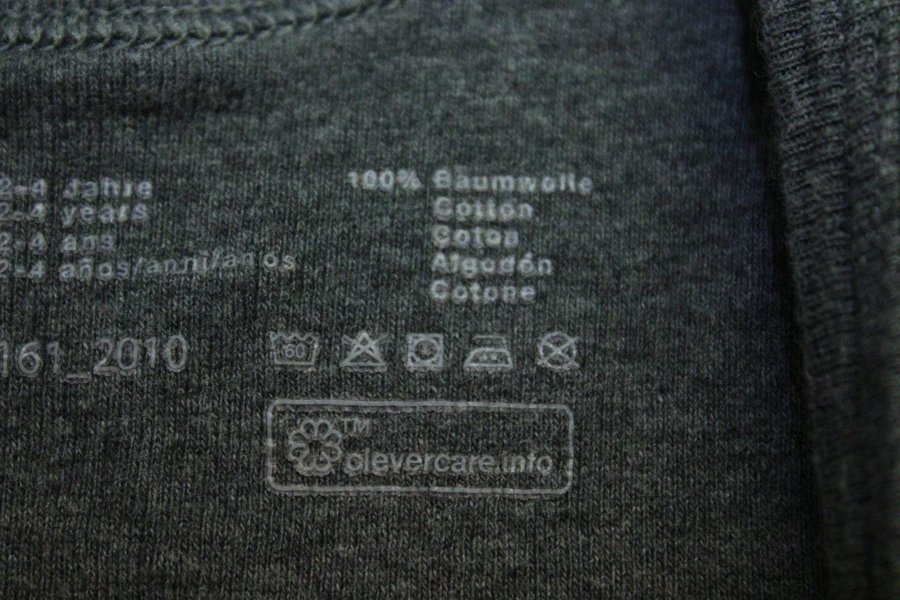 2-4 Jahre
2-4 years
2-4 ans
2-4 años/anni/anos
100% Baumwolle
Cotton
Coton
Algodón
Cotone
161_2010
60
TM
clevercare.info